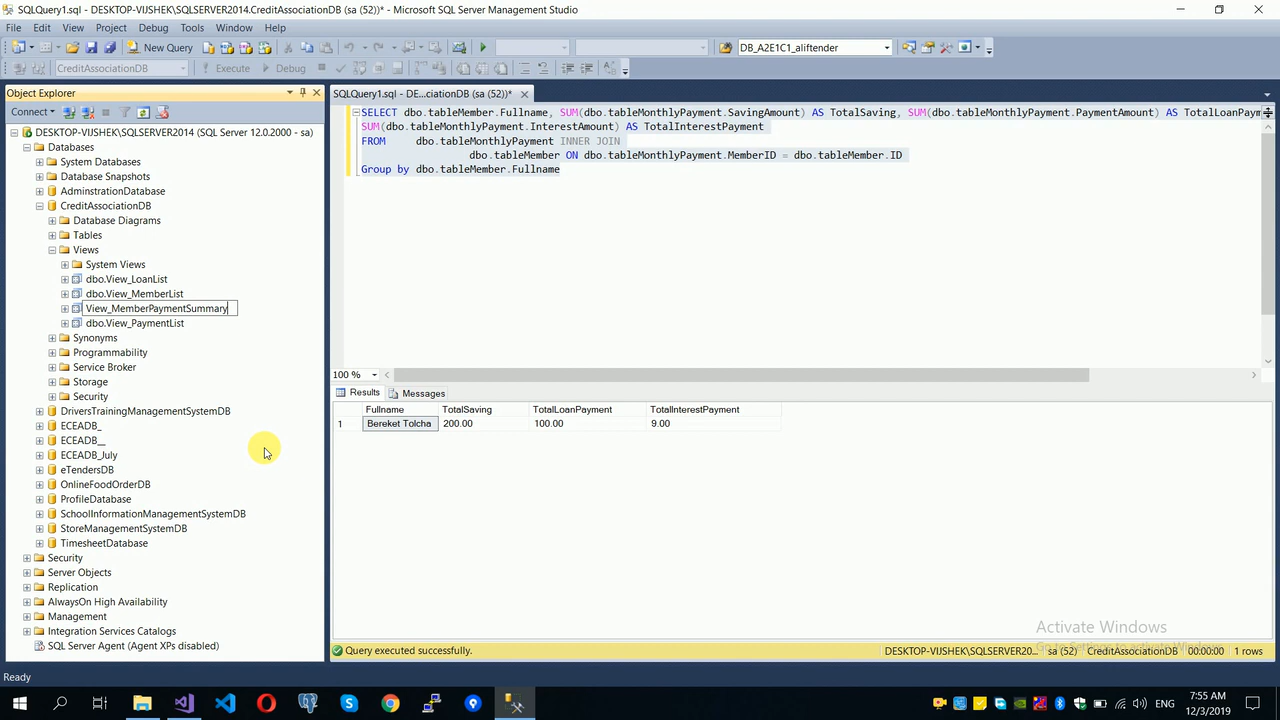 SQLQuery1.sql - DESKTOP-VIJSHEK\SQLSERVER2014.CreditAssociationDB (sa (52))* - Microsoft SQL Server Management Studio
File Edit View Project Debug Tools Window Help
New Query DB_A2E1C1_aliftender
CreditAssociationDB Execute Debug
Object Explorer
SQLQuery1.sql - DE...ciationDB (sa (52))*
Connect
DESKTOP-VIJSHEK\SQLSERVER2014 (SQL Server 12.0.2000 - sa)
Databases
System Databases
Database Snapshots
AdminstrationDatabase
CreditAssociationDB
Database Diagrams
Tables
Views
System Views
dbo.View_LoanList
dbo.View_MemberList
View_MemberPaymentSummary
dbo.View_PaymentList
Synonyms
Programmability
Service Broker
Storage
Security
DriversTrainingManagementSystemDB
ECEADB_
ECEADB__
ECEADB_July
eTendersDB
OnlineFoodOrderDB
ProfileDatabase
SchoolInformationManagementSystemDB
StoreManagementSystemDB
TimesheetDatabase
Security
Server Objects
Replication
AlwaysOn High Availability
Management
Integration Services Catalogs
SQL Server Agent (Agent XPs disabled)
SELECT dbo.tableMember.Fullname, SUM(dbo.tableMonthlyPayment.SavingAmount) AS TotalSaving, SUM(dbo.tableMonthlyPayment.PaymentAmount) AS TotalLoanPaym
SUM(dbo.tableMonthlyPayment.InterestAmount) AS TotalInterestPayment
FROM dbo.tableMonthlyPayment INNER JOIN
dbo.tableMember ON dbo.tableMonthlyPayment.MemberID = dbo.tableMember.ID
Group by dbo.tableMember.Fullname
100 %
Results Messages
Fullname TotalSaving TotalLoanPayment TotalInterestPayment
1 Bereket Tolcha 200.00 100.00 9.00
Activate Windows
Query executed successfully. DESKTOP-VIJSHEK\SQLSERVER20... sa (52) CreditAssociationDB 00:00:00 1 rows
Ready
ENG
7:55 AM
12/3/2019